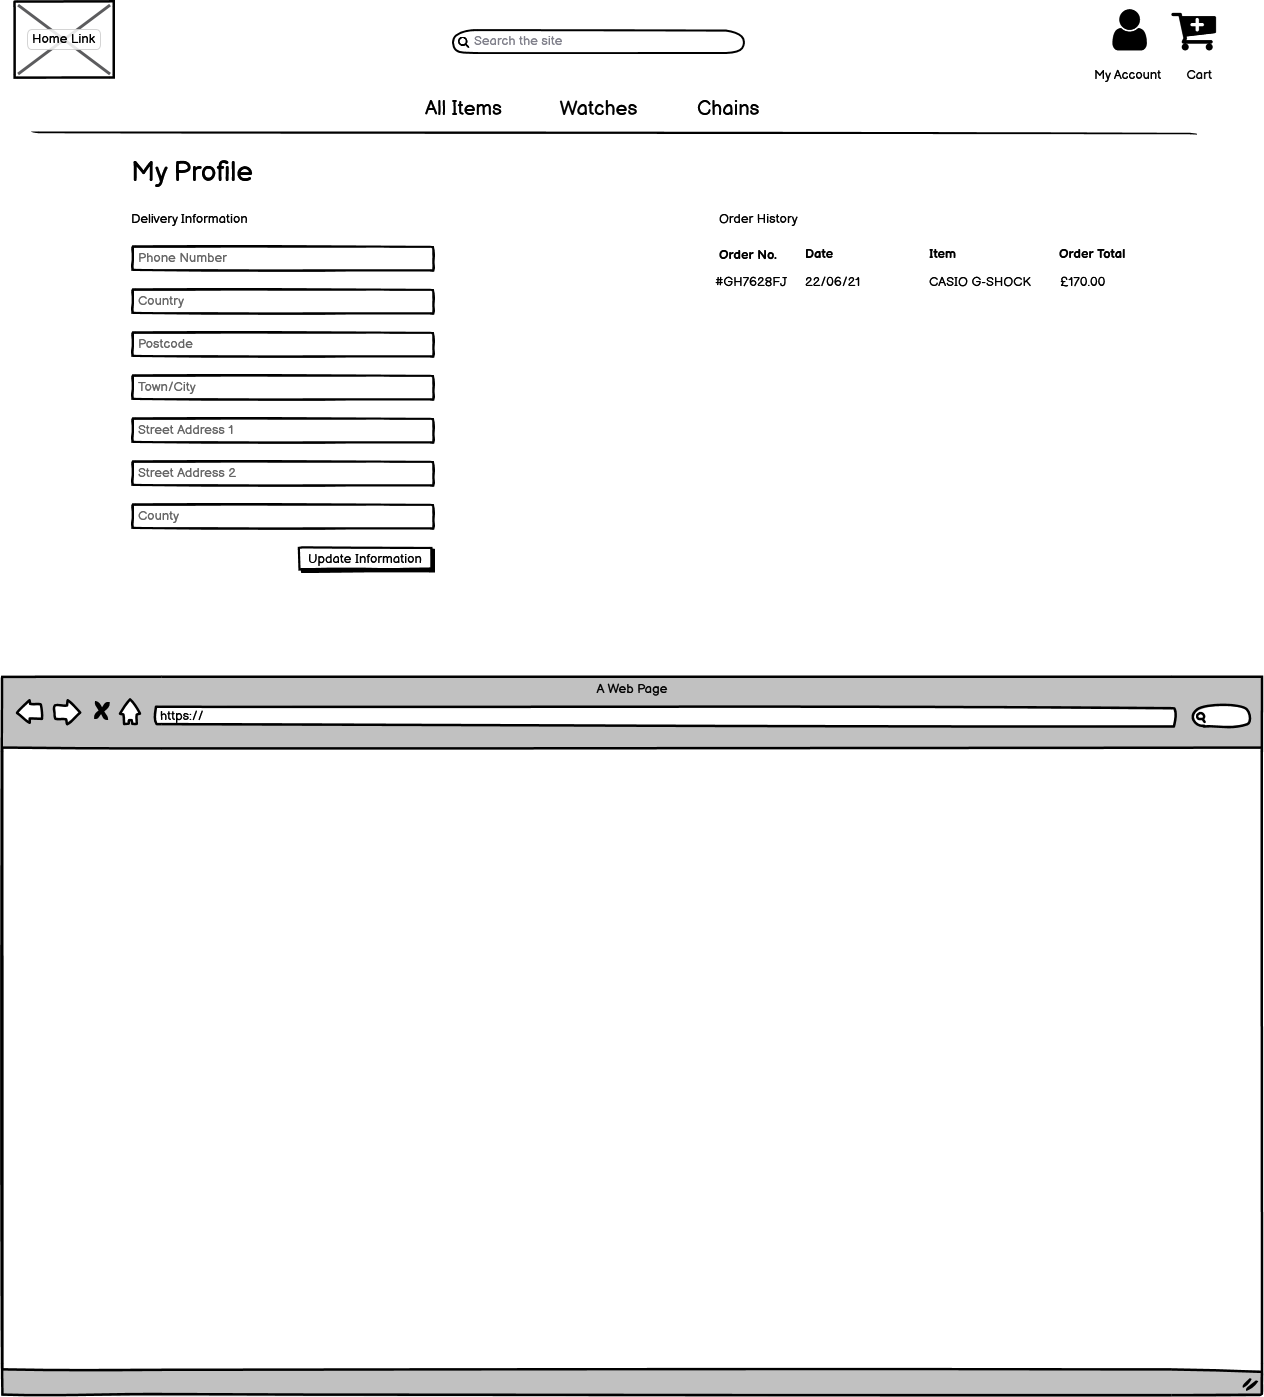 Home Link
Search the site
My Account
Cart
All Items
Watches
Chains
My Profile
Delivery Information
Phone Number
Country
Postcode
Town/City
Street Address 1
Street Address 2
County
Update Information
Order History
Order No. Date Item Order Total
#GH7628FJ 22/06/21 CASIO G-SHOCK £170.00
A Web Page
https://